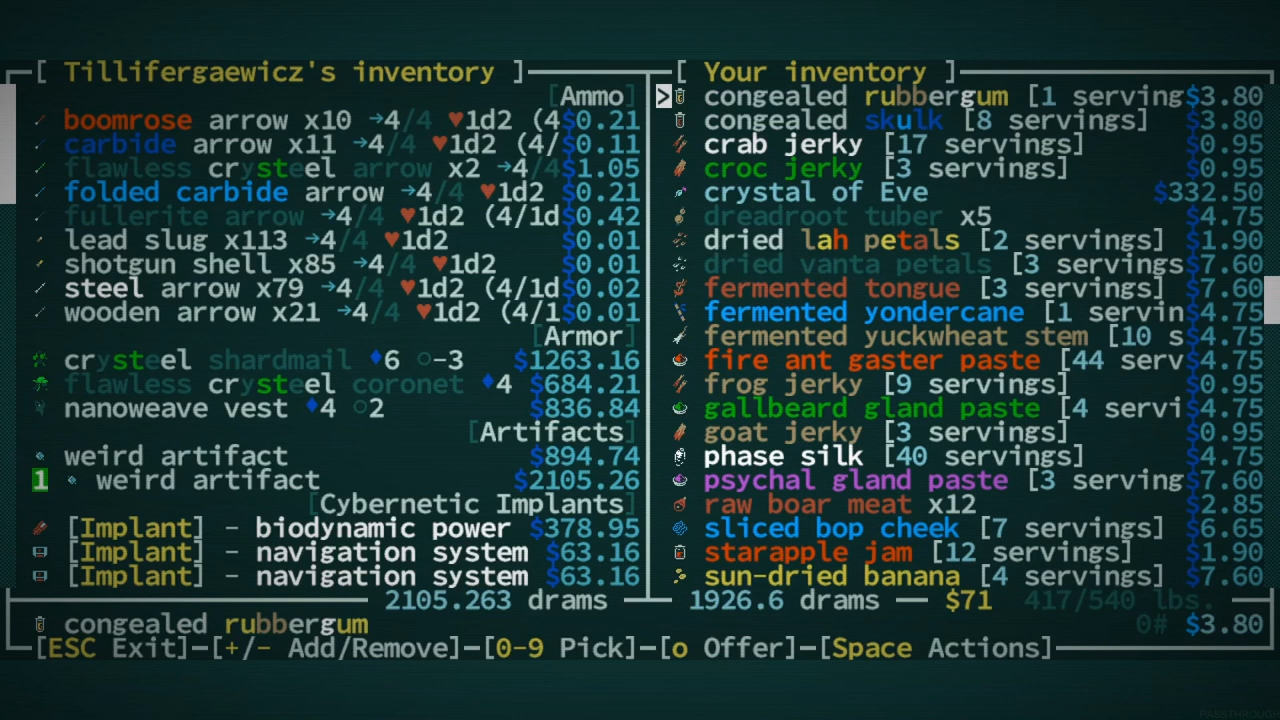 [ Tillifergaewicz's inventory ]
[Ammo]
boomrose arrow x10 →4/4 ♥1d2 (4 $0.21
carbide arrow x11 →4/4 ♥1d2 (4/ $0.11
flawless crysteel arrow x2 →4/4 $1.05
folded carbide arrow →4/4 ♥1d2 $0.21
fullerite arrow →4/4 ♥1d2 (4/1d $0.42
lead slug x113 →4/4 ♥1d2 $0.01
shotgun shell x85 →4/4 ♥1d2 $0.01
steel arrow x79 →4/4 ♥1d2 (4/1d $0.02
wooden arrow x21 →4/4 ♥1d2 (4/1 $0.01
[Armor]
crysteel shardmail ♦6 ○-3 $1263.16
flawless crysteel coronet ♦4 $684.21
nanoweave vest ♦4 ○2 $836.84
[Artifacts]
weird artifact $894.74
1 weird artifact $2105.26
[Cybernetic Implants]
[Implant] - biodynamic power $378.95
[Implant] - navigation system $63.16
[Implant] - navigation system $63.16
2105.263 drams
[ Your inventory ]
> congealed rubbergum [1 serving $3.80
congealed skulk [8 servings] $3.80
crab jerky [17 servings] $0.95
croc jerky [3 servings] $0.95
crystal of Eve $332.50
dreadroot tuber x5 $4.75
dried lah petals [2 servings] $1.90
dried vanta petals [3 servings $7.60
fermented tongue [3 servings] $7.60
fermented yondercane [1 servin $4.75
fermented yuckwheat stem [10 s $4.75
fire ant gaster paste [44 serv $4.75
frog jerky [9 servings] $0.95
gallbeard gland paste [4 servi $4.75
goat jerky [3 servings] $0.95
phase silk [40 servings] $4.75
psychal gland paste [3 serving $7.60
raw boar meat x12 $2.85
sliced bop cheek [7 servings] $6.65
starapple jam [12 servings] $1.90
sun-dried banana [4 servings] $7.60
1926.6 drams — $71 417/540 lbs.
congealed rubbergum 0# $3.80
[ESC Exit]-[+/- Add/Remove]-[0-9 Pick]-[o Offer]-[Space Actions]